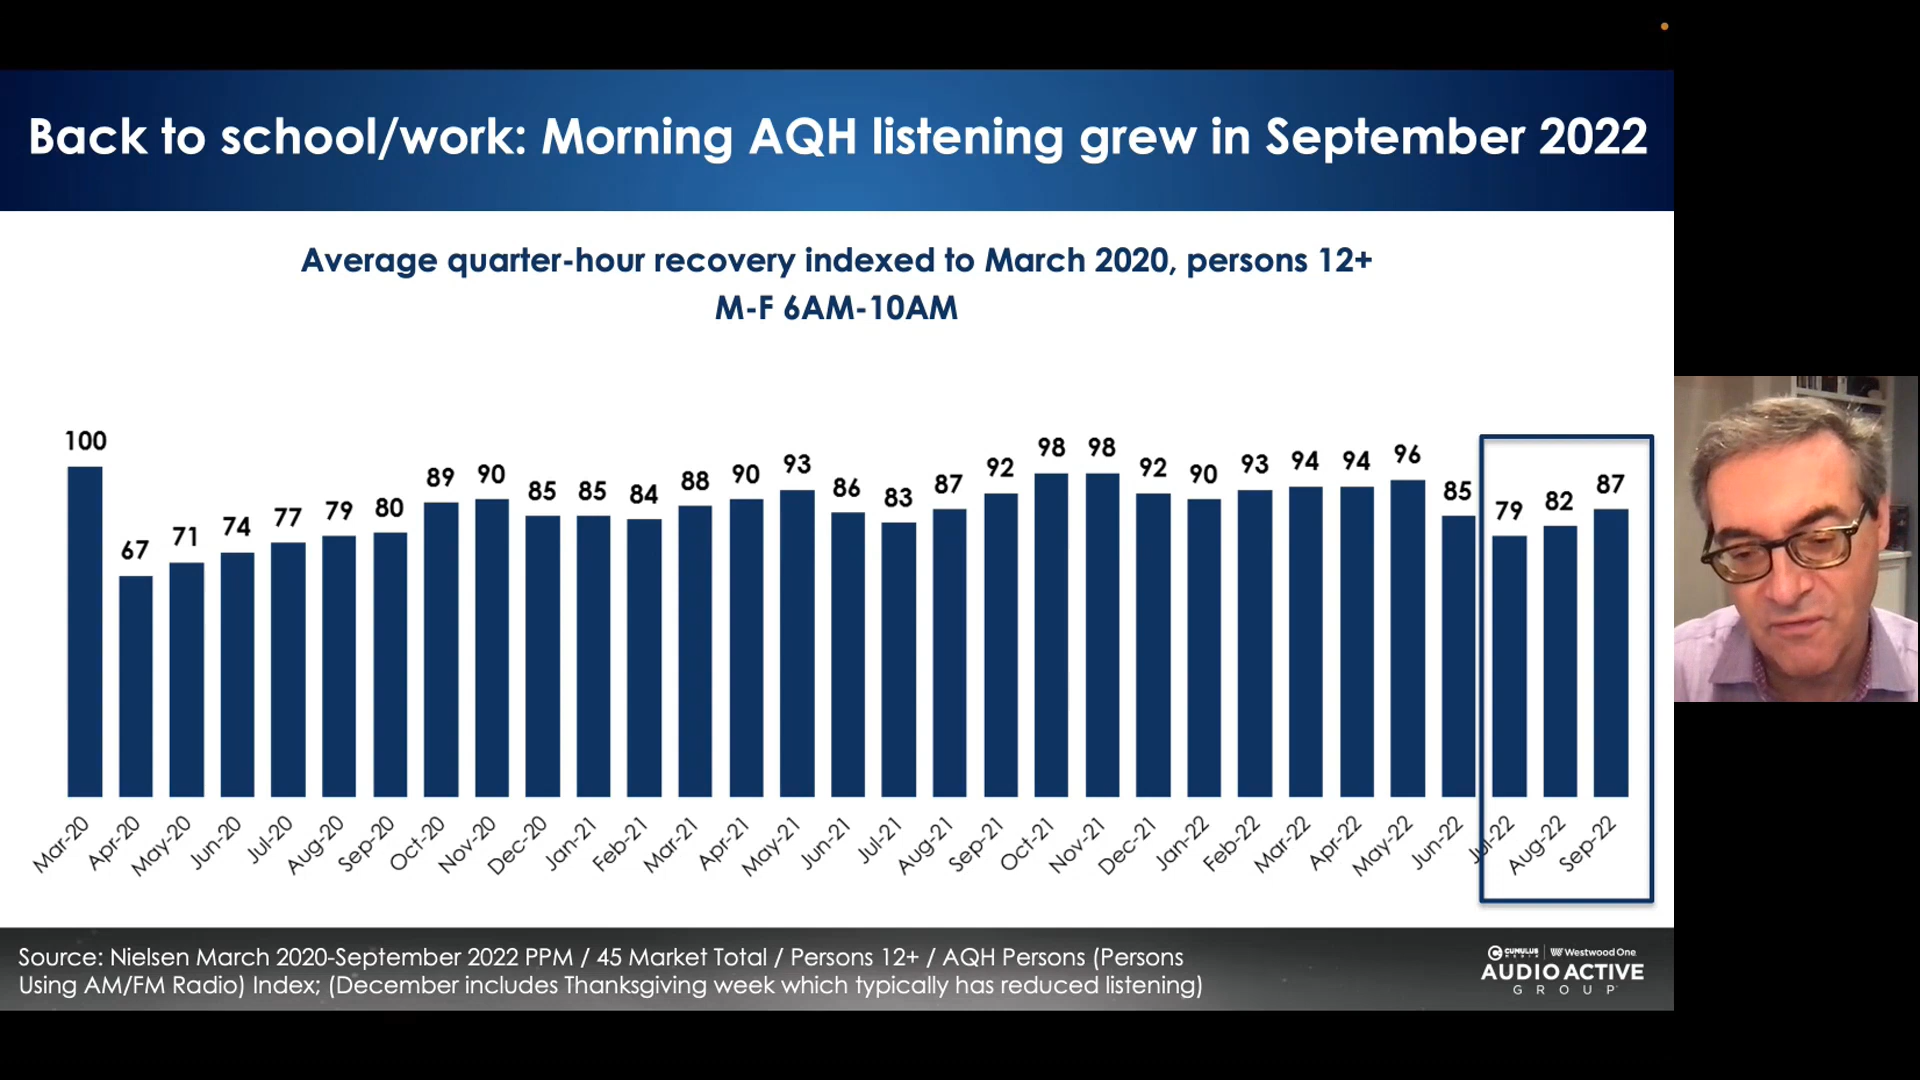 Back to school/work: Morning AQH listening grew in September 2022
Average quarter-hour recovery indexed to March 2020, persons 12+
M-F 6AM-10AM
100 67 71 74 77 79 80 89 90 85 85 84 88 90 93 86 83 87 92 98 98 92 90 93 94 94 96 85 79 82 87
Mar-20 Apr-20 May-20 Jun-20 Jul-20 Aug-20 Sep-20 Oct-20 Nov-20 Dec-20 Jan-21 Feb-21 Mar-21 Apr-21 May-21 Jun-21 Jul-21 Aug-21 Sep-21 Oct-21 Nov-21 Dec-21 Jan-22 Feb-22 Mar-22 Apr-22 May-22 Jun-22 Jul-22 Aug-22 Sep-22
Source: Nielsen March 2020-September 2022 PPM / 45 Market Total / Persons 12+ / AQH Persons (Persons
Using AM/FM Radio) Index; (December includes Thanksgiving week which typically has reduced listening)
CUMULUS MEDIA | Westwood One
AUDIO ACTIVE
GROUP